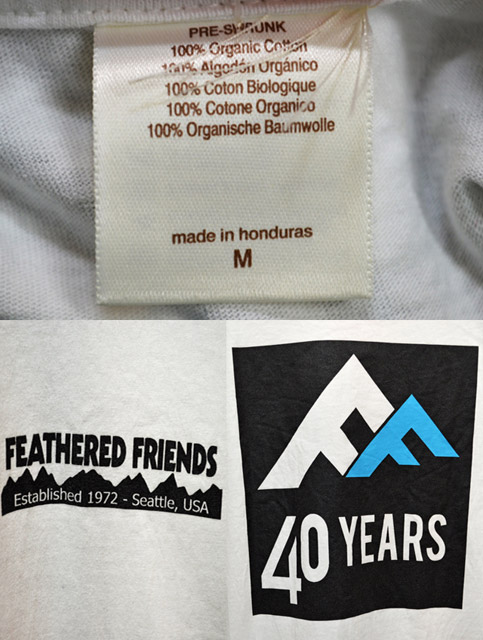 PRE-SHRUNK
100% Organic Cotton
100% Algodón Orgánico
100% Coton Biologique
100% Cotone Organico
100% Organische Baumwolle
made in honduras
M
FEATHERED FRIENDS
Established 1972 - Seattle, USA
FF
40 YEARS